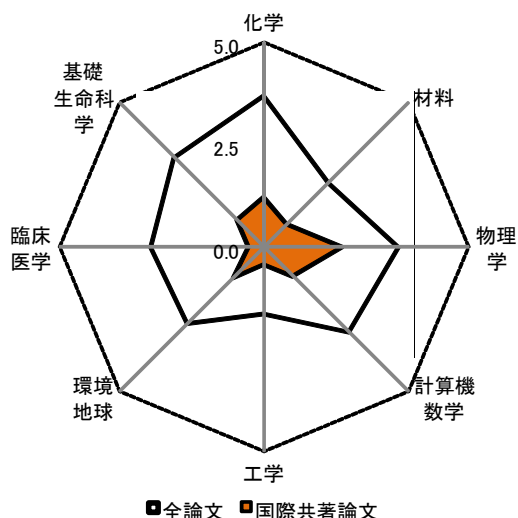 化学
5.0
基礎
生命科
学
材料
2.5
臨床
医学
0.0
物理
学
環境
地球
計算機
数学
工学
全論文 国際共著論文